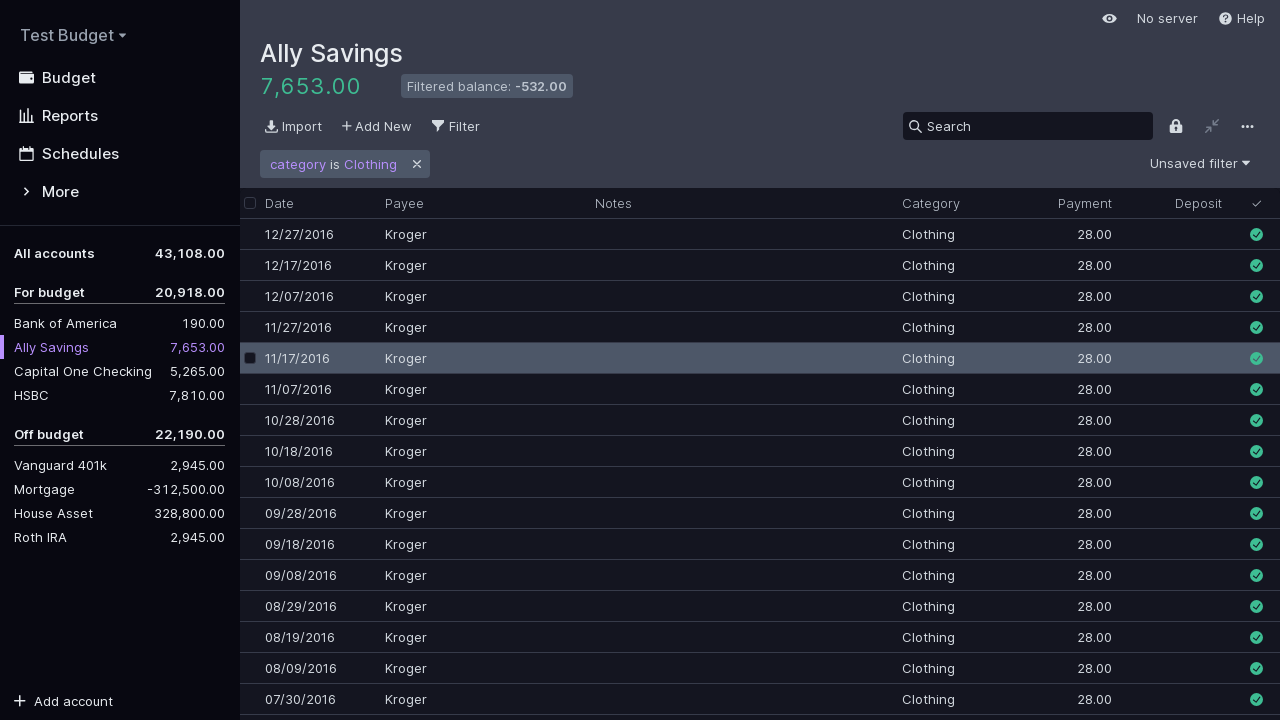 Test Budget
Budget
Reports
Schedules
More
All accounts 43,108.00
For budget 20,918.00
Bank of America 190.00
Ally Savings 7,653.00
Capital One Checking 5,265.00
HSBC 7,810.00
Off budget 22,190.00
Vanguard 401k 2,945.00
Mortgage -312,500.00
House Asset 328,800.00
Roth IRA 2,945.00
Add account
No server Help
Ally Savings
7,653.00 Filtered balance: -532.00
Import Add New Filter Search
category is Clothing Unsaved filter
Date Payee Notes Category Payment Deposit
12/27/2016 Kroger Clothing 28.00
12/17/2016 Kroger Clothing 28.00
12/07/2016 Kroger Clothing 28.00
11/27/2016 Kroger Clothing 28.00
11/17/2016 Kroger Clothing 28.00
11/07/2016 Kroger Clothing 28.00
10/28/2016 Kroger Clothing 28.00
10/18/2016 Kroger Clothing 28.00
10/08/2016 Kroger Clothing 28.00
09/28/2016 Kroger Clothing 28.00
09/18/2016 Kroger Clothing 28.00
09/08/2016 Kroger Clothing 28.00
08/29/2016 Kroger Clothing 28.00
08/19/2016 Kroger Clothing 28.00
08/09/2016 Kroger Clothing 28.00
07/30/2016 Kroger Clothing 28.00